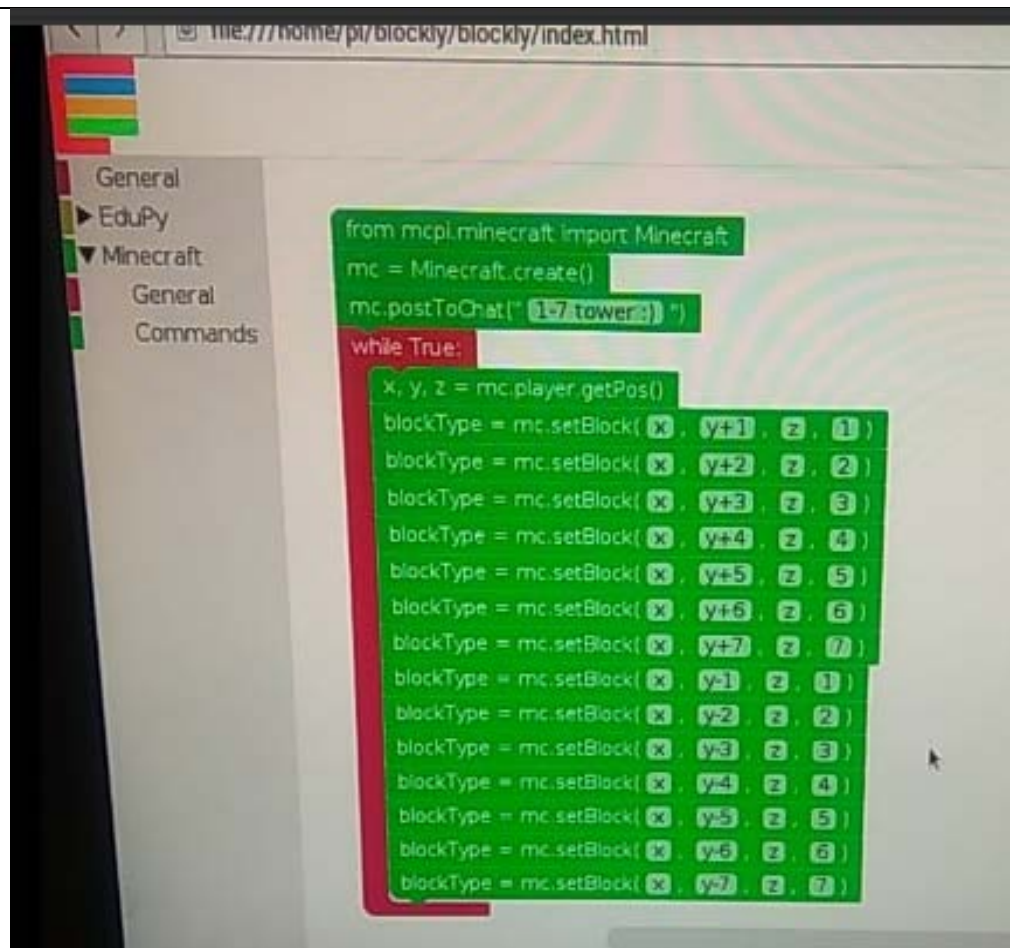 file:///home/pi/blockly/blockly/index.html
General
EduPy
Minecraft
General
Commands
from mcpi.minecraft import Minecraft
mc = Minecraft.create()
mc.postToChat(" 1-7 tower :) ")
while True:
x, y, z = mc.player.getPos()
blockType = mc.setBlock( x , y+1 , z , 1 )
blockType = mc.setBlock( x , y+2 , z , 2 )
blockType = mc.setBlock( x , y+3 , z , 3 )
blockType = mc.setBlock( x , y+4 , z , 4 )
blockType = mc.setBlock( x , y+5 , z , 5 )
blockType = mc.setBlock( x , y+6 , z , 6 )
blockType = mc.setBlock( x , y+7 , z , 7 )
blockType = mc.setBlock( x , y-1 , z , 1 )
blockType = mc.setBlock( x , y-2 , z , 2 )
blockType = mc.setBlock( x , y-3 , z , 3 )
blockType = mc.setBlock( x , y-4 , z , 4 )
blockType = mc.setBlock( x , y-5 , z , 5 )
blockType = mc.setBlock( x , y-6 , z , 6 )
blockType = mc.setBlock( x , y-7 , z , 7 )